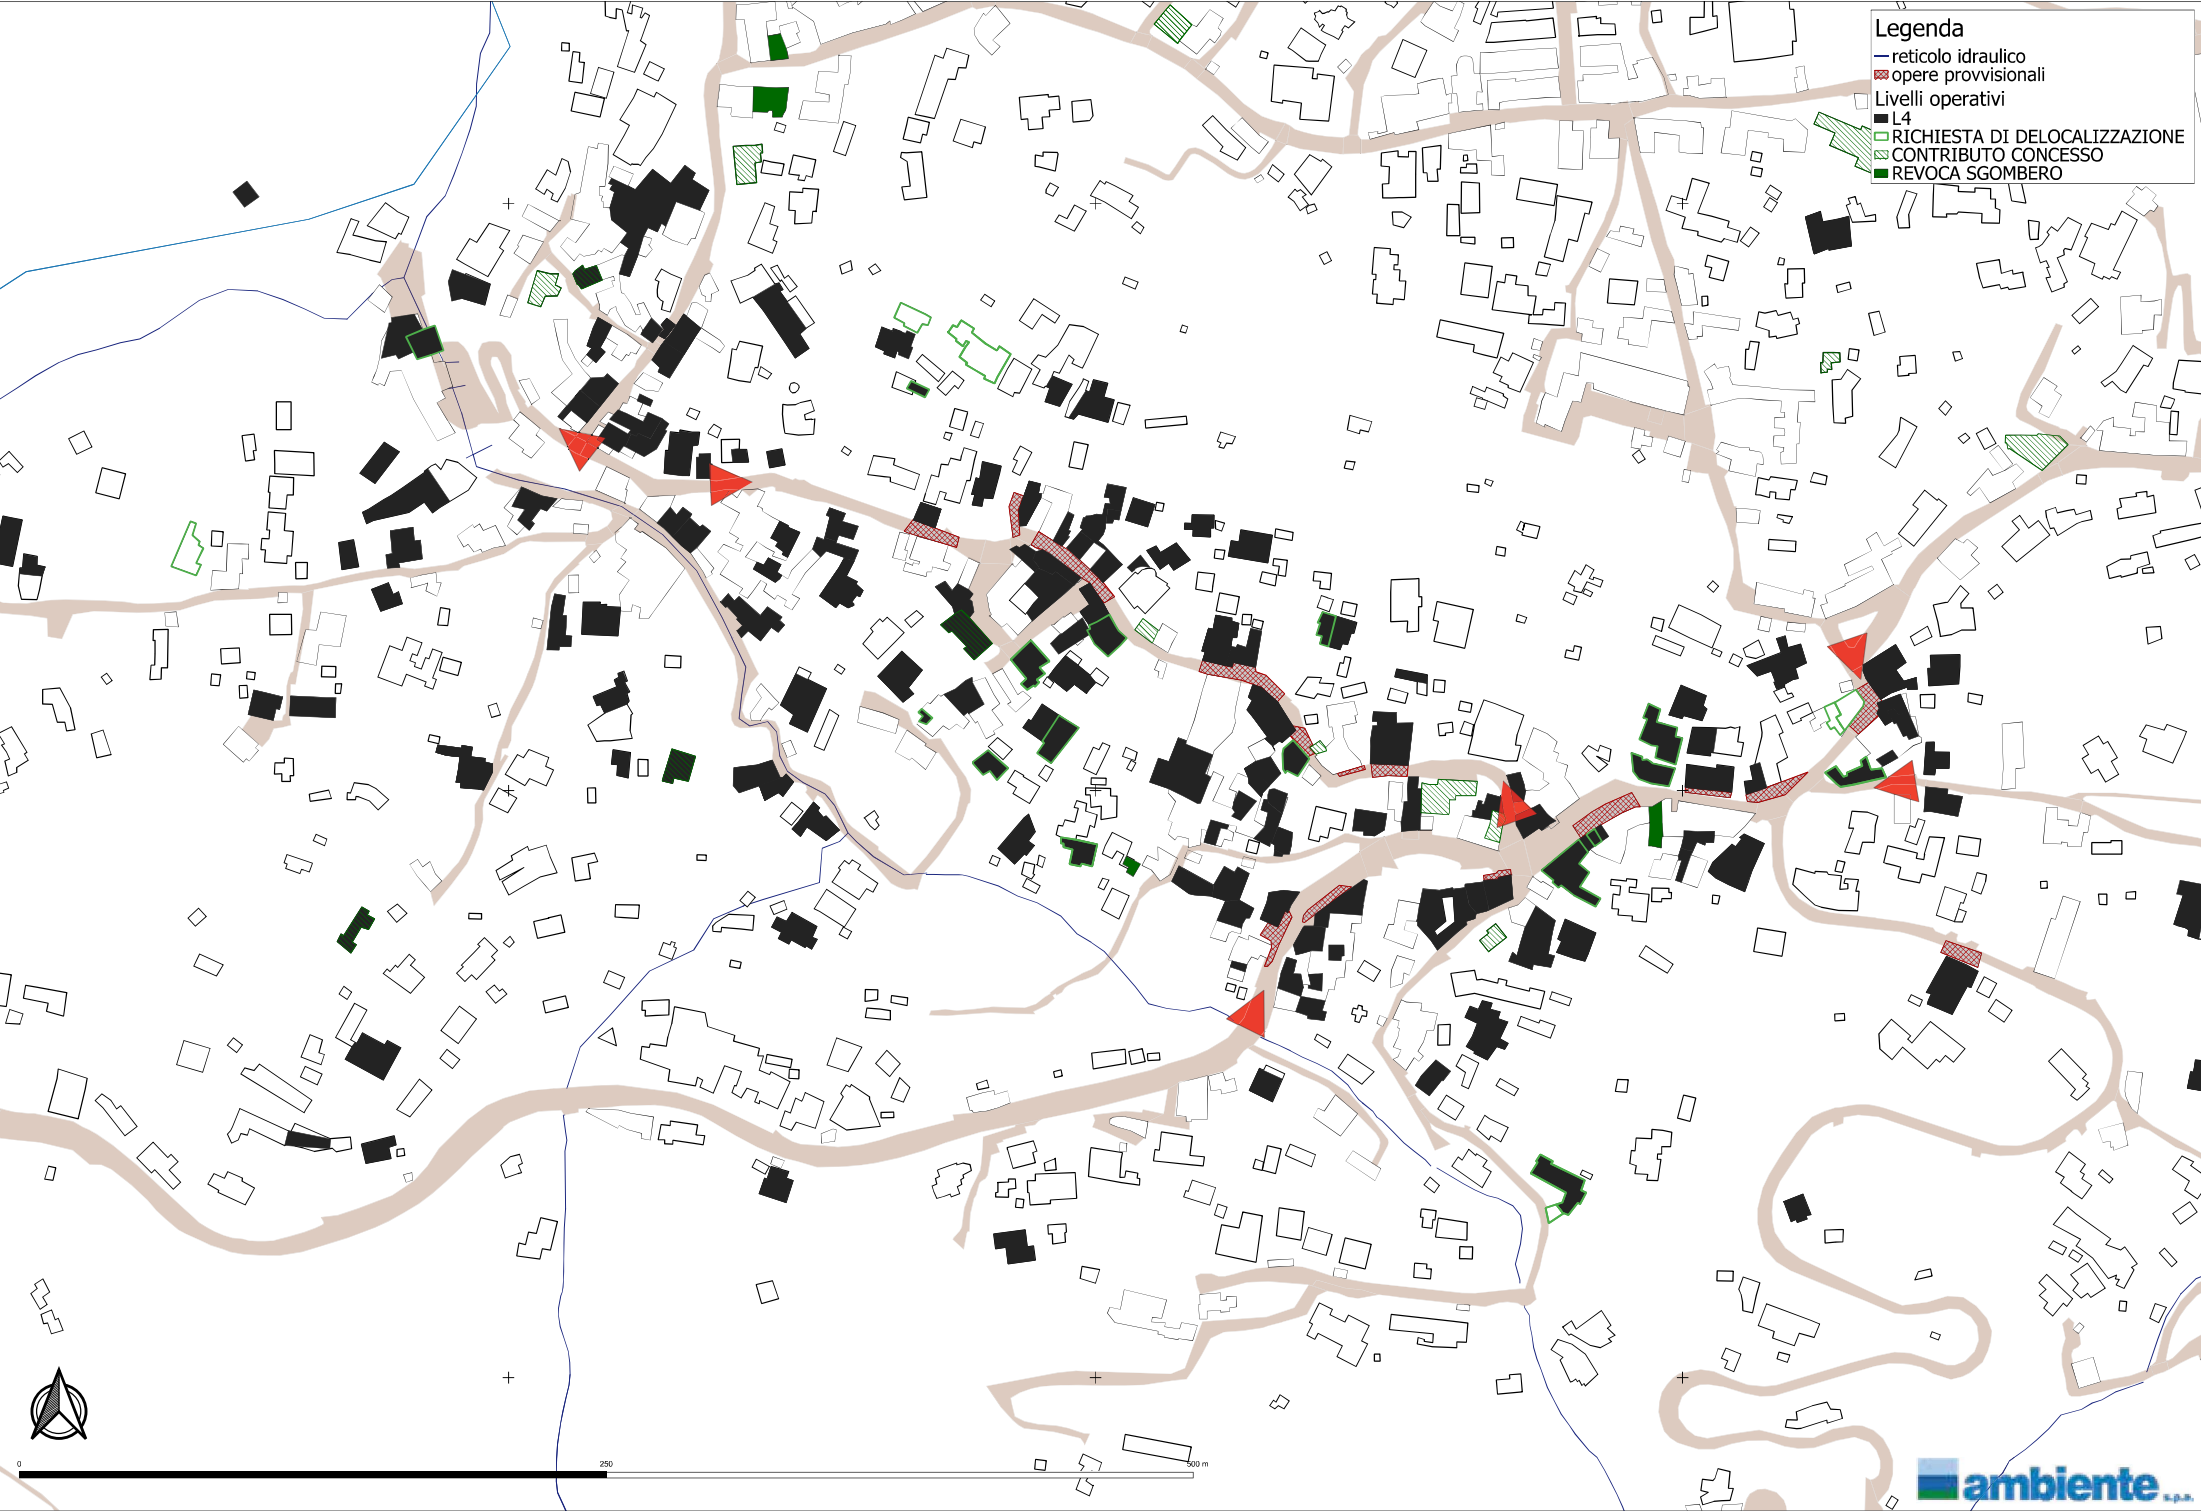 Legenda
reticolo idraulico
opere provvisionali
Livelli operativi
L4
RICHIESTA DI DELOCALIZZAZIONE
CONTRIBUTO CONCESSO
REVOCA SGOMBERO
0 250 500 m
ambiente s.p.a.